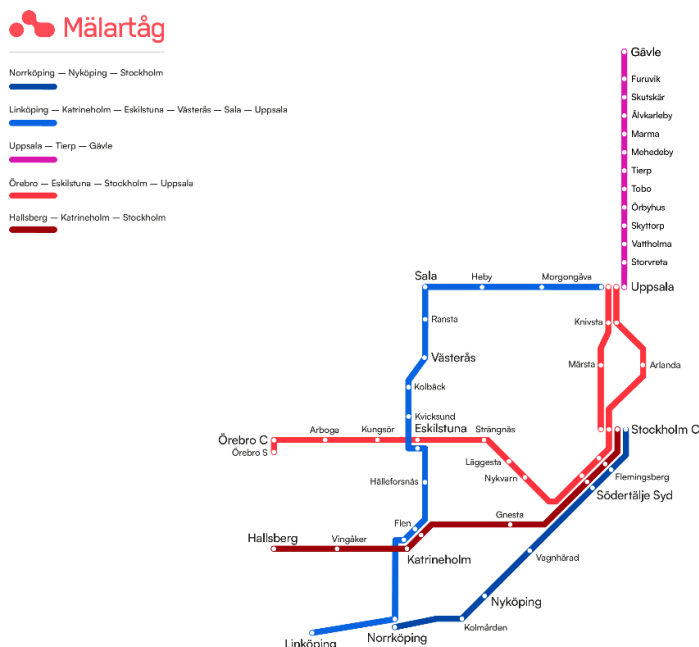 Mälartåg
Norrköping — Nyköping — Stockholm
Linköping — Katrineholm — Eskilstuna — Västerås — Sala — Uppsala
Uppsala — Tierp — Gävle
Örebro — Eskilstuna — Stockholm — Uppsala
Hallsberg — Katrineholm — Stockholm
Gävle
Furuvik
Skutskär
Älvkarleby
Marma
Mehedeby
Tierp
Tobo
Örbyhus
Skyttorp
Vattholma
Storvreta
Sala
Heby
Morgongåva
Uppsala
Ransta
Knivsta
Västerås
Märsta
Arlanda
Kolbäck
Kvicksund
Örebro C
Arboga
Kungsör
Eskilstuna
Strängnäs
Stockholm C
Örebro S
Läggesta
Nykvarn
Hälleforsnäs
Flemingsberg
Södertälje Syd
Gnesta
Flen
Hallsberg
Vingåker
Katrineholm
Vagnhärad
Nyköping
Kolmården
Norrköping
Linköping